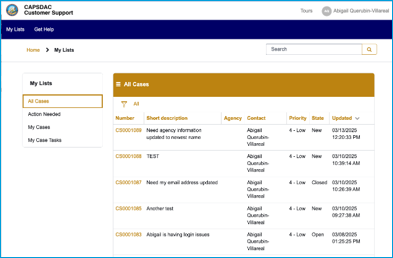 CAPSDAC
Customer Support
Tours
AQ
Abigail Querubin-Villareal
My Lists
Get Help
Home > My Lists
Search
My Lists
All Cases
Action Needed
My Cases
My Case Tasks
All Cases
All
Number Short description Agency Contact Priority State Updated
CS0001089 Need agency information updated to newest name Abigail Querubin-Villareal 4 - Low New 03/13/2025 12:20:33 PM
CS0001088 TEST Abigail Querubin-Villareal 4 - Low New 03/10/2025 10:39:14 AM
CS0001087 Need my email address updated Abigail Querubin-Villareal 4 - Low Closed 03/10/2025 10:26:39 AM
CS0001085 Another test Abigail Querubin-Villareal 4 - Low New 03/10/2025 09:27:38 AM
CS0001083 Abigail is having login issues Abigail Querubin-Villareal 4 - Low Open 03/08/2025 01:25:25 PM